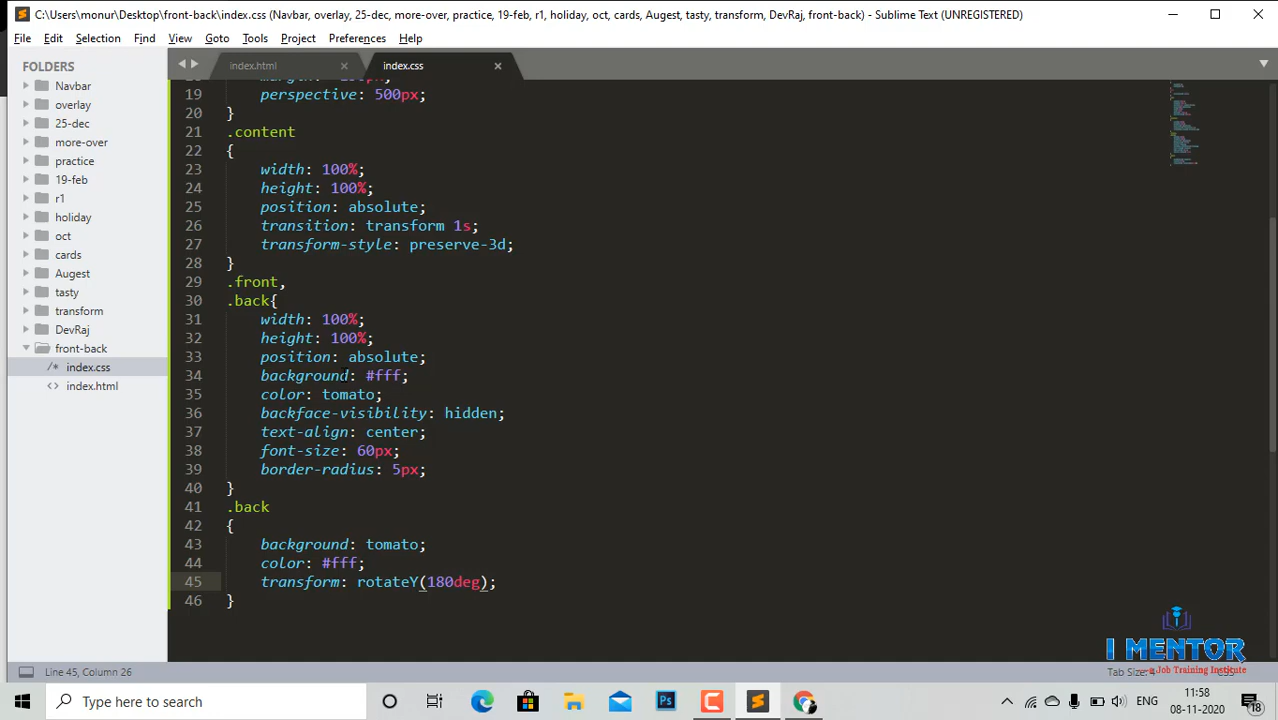 C:\Users\monur\Desktop\front-back\index.css (Navbar, overlay, 25-dec, more-over, practice, 19-feb, r1, holiday, oct, cards, Augest, tasty, transform, DevRaj, front-back) - Sublime Text (UNREGISTERED)
File Edit Selection Find View Goto Tools Project Preferences Help
FOLDERS
Navbar
overlay
25-dec
more-over
practice
19-feb
r1
holiday
oct
cards
Augest
tasty
transform
DevRaj
front-back
/* index.css
<> index.html
index.html index.css
19 perspective: 500px;
20 }
21 .content
22 {
23 width: 100%;
24 height: 100%;
25 position: absolute;
26 transition: transform 1s;
27 transform-style: preserve-3d;
28 }
29 .front,
30 .back{
31 width: 100%;
32 height: 100%;
33 position: absolute;
34 background: #fff;
35 color: tomato;
36 backface-visibility: hidden;
37 text-align: center;
38 font-size: 60px;
39 border-radius: 5px;
40 }
41 .back
42 {
43 background: tomato;
44 color: #fff;
45 transform: rotateY(180deg);
46 }
I MENTOR
a Job Training Institute
Line 45, Column 26
Tab Size: 4
CSS
Type here to search
ENG
11:58
08-11-2020
18